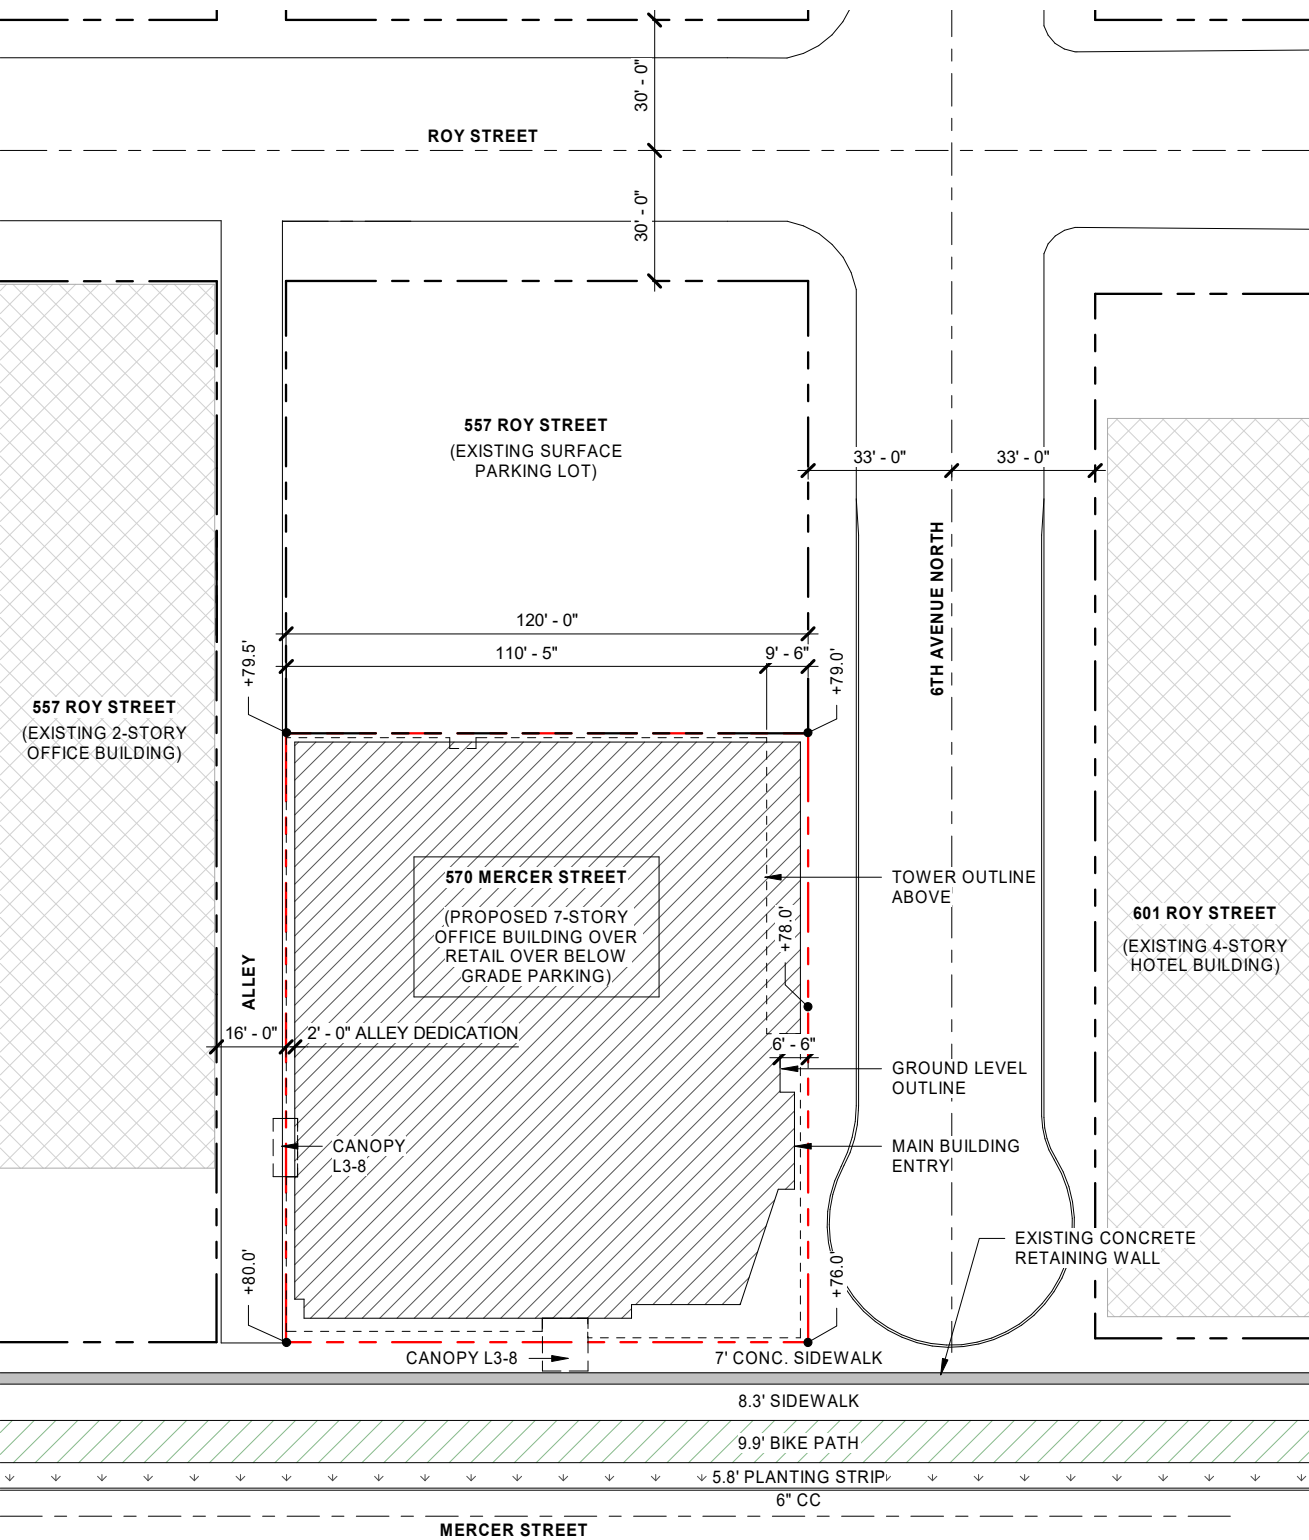 30' - 0"
ROY STREET
30' - 0"
557 ROY STREET
(EXISTING SURFACE
PARKING LOT)
33' - 0"
33' - 0"
6TH AVENUE NORTH
120' - 0"
110' - 5"
9' - 6"
+79.5'
+79.0'
557 ROY STREET
(EXISTING 2-STORY
OFFICE BUILDING)
570 MERCER STREET
(PROPOSED 7-STORY
OFFICE BUILDING OVER
RETAIL OVER BELOW
GRADE PARKING)
TOWER OUTLINE
ABOVE
+78.0'
601 ROY STREET
(EXISTING 4-STORY
HOTEL BUILDING)
ALLEY
16' - 0"
2' - 0" ALLEY DEDICATION
6' - 6"
GROUND LEVEL
OUTLINE
CANOPY
L3-8
MAIN BUILDING
ENTRY
EXISTING CONCRETE
RETAINING WALL
+80.0'
+76.0'
CANOPY L3-8
7' CONC. SIDEWALK
8.3' SIDEWALK
9.9' BIKE PATH
5.8' PLANTING STRIP
6" CC
MERCER STREET